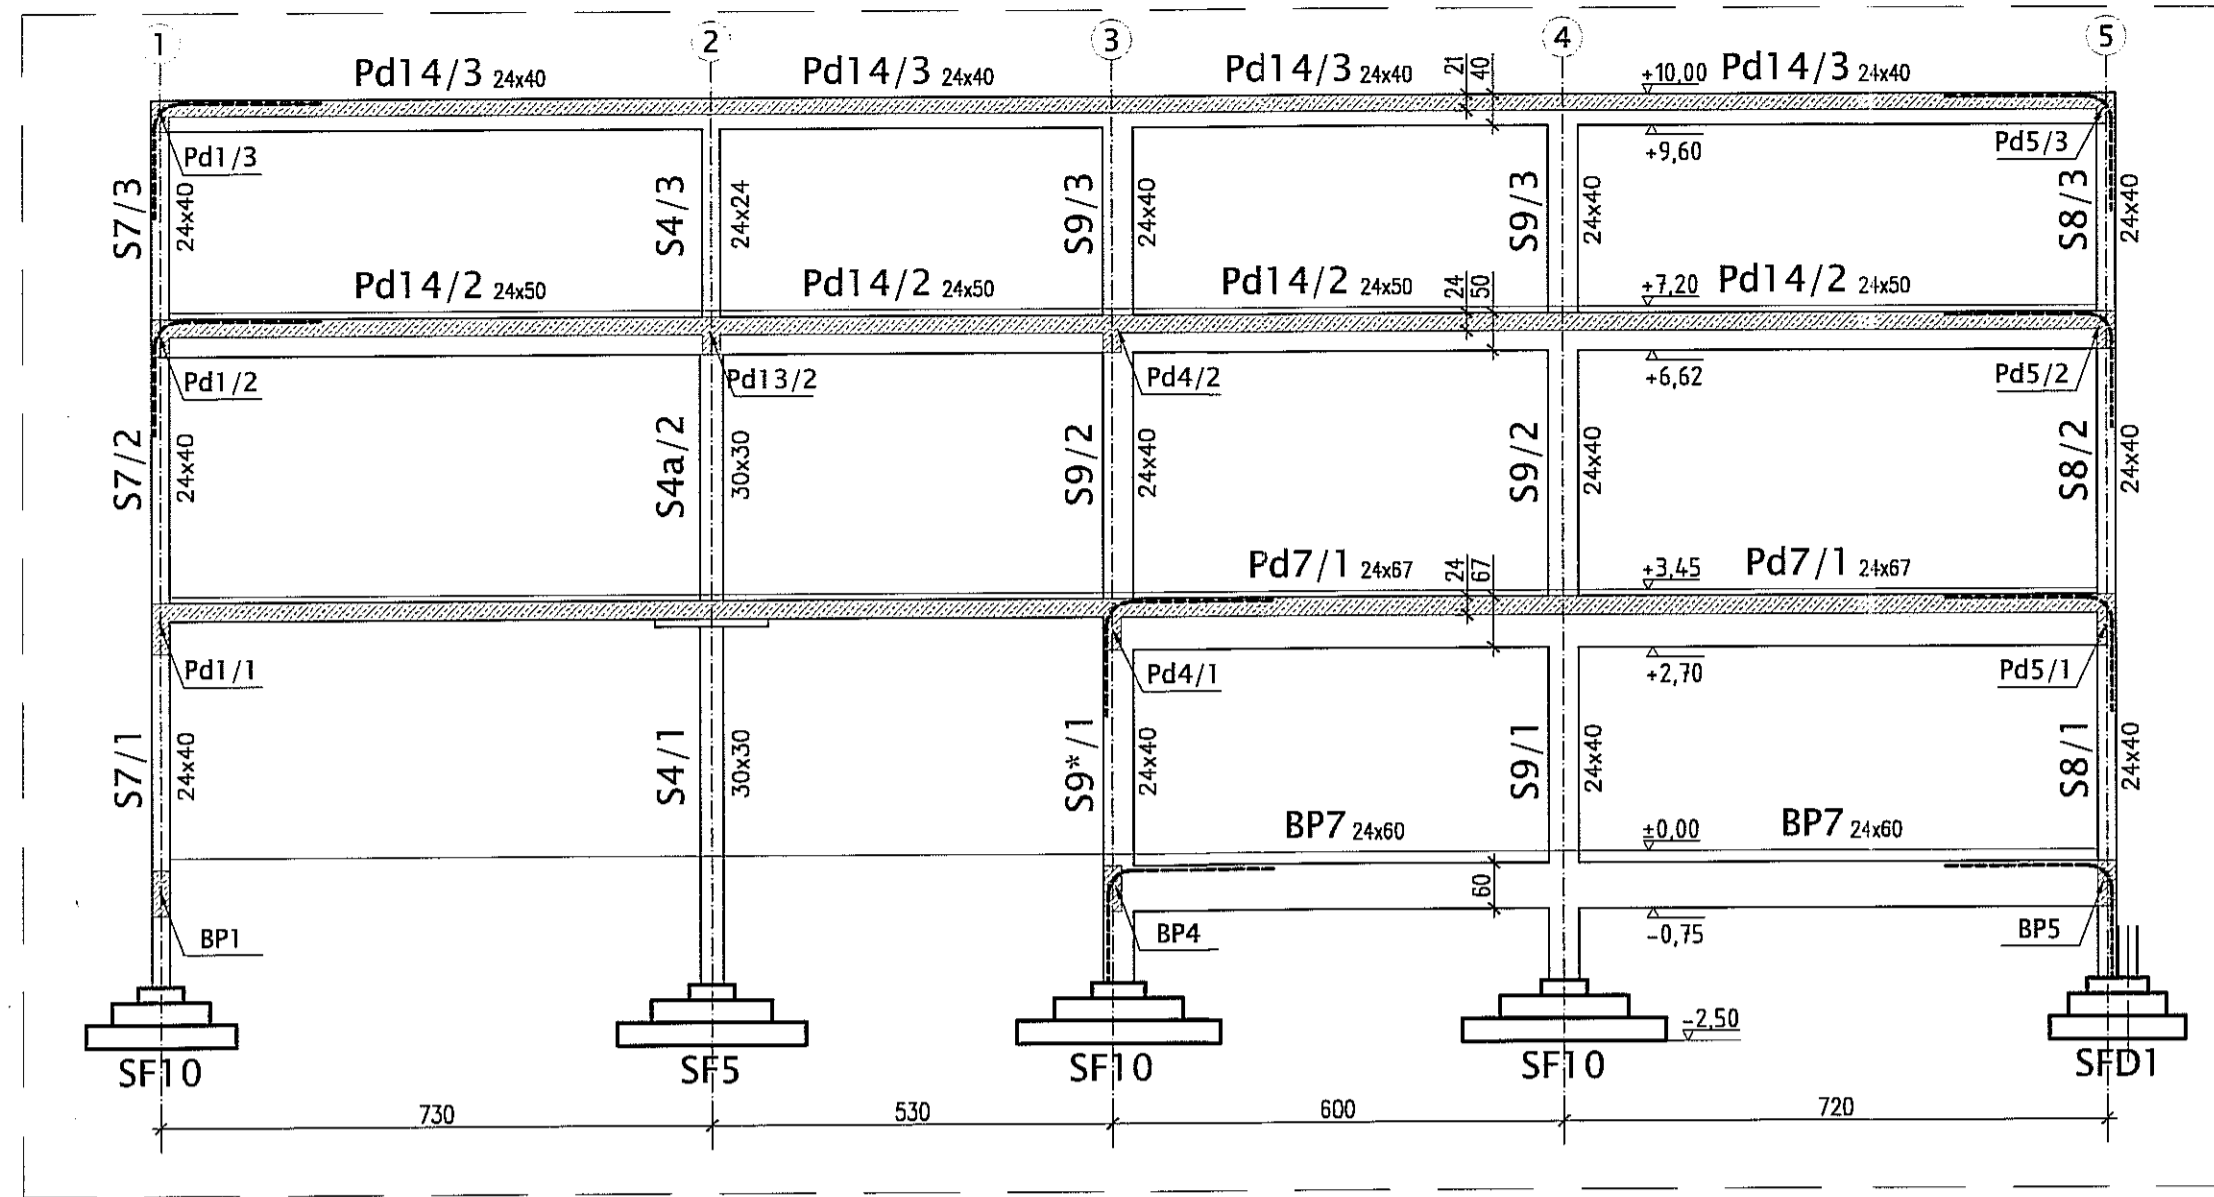 1 2 3 4 5
Pd14/3 24x40 Pd14/3 24x40 Pd14/3 24x40 21 40 +10,00 Pd14/3 24x40
Pd1/3 +9,60 Pd5/3
S7/3 24x40 S4/3 24x24 S9/3 24x40 S9/3 24x40 S8/3 24x40
Pd14/2 24x50 Pd14/2 24x50 Pd14/2 24x50 24 50 +7,20 Pd14/2 24x50
Pd1/2 Pd13/2 Pd4/2 +6,62 Pd5/2
S7/2 24x40 S4a/2 30x30 S9/2 24x40 S9/2 24x40 S8/2 24x40
Pd7/1 24x67 24 67 +3,45 Pd7/1 24x67
Pd1/1 Pd4/1 +2,70 Pd5/1
S7/1 24x40 S4/1 30x30 S9*/1 24x40 S9/1 24x40 S8/1 24x40
BP7 24x60 ±0,00 BP7 24x60
60
BP1 BP4 -0,75 BP5
-2,50
SF10 SF5 SF10 SF10 SFD1
730 530 600 720